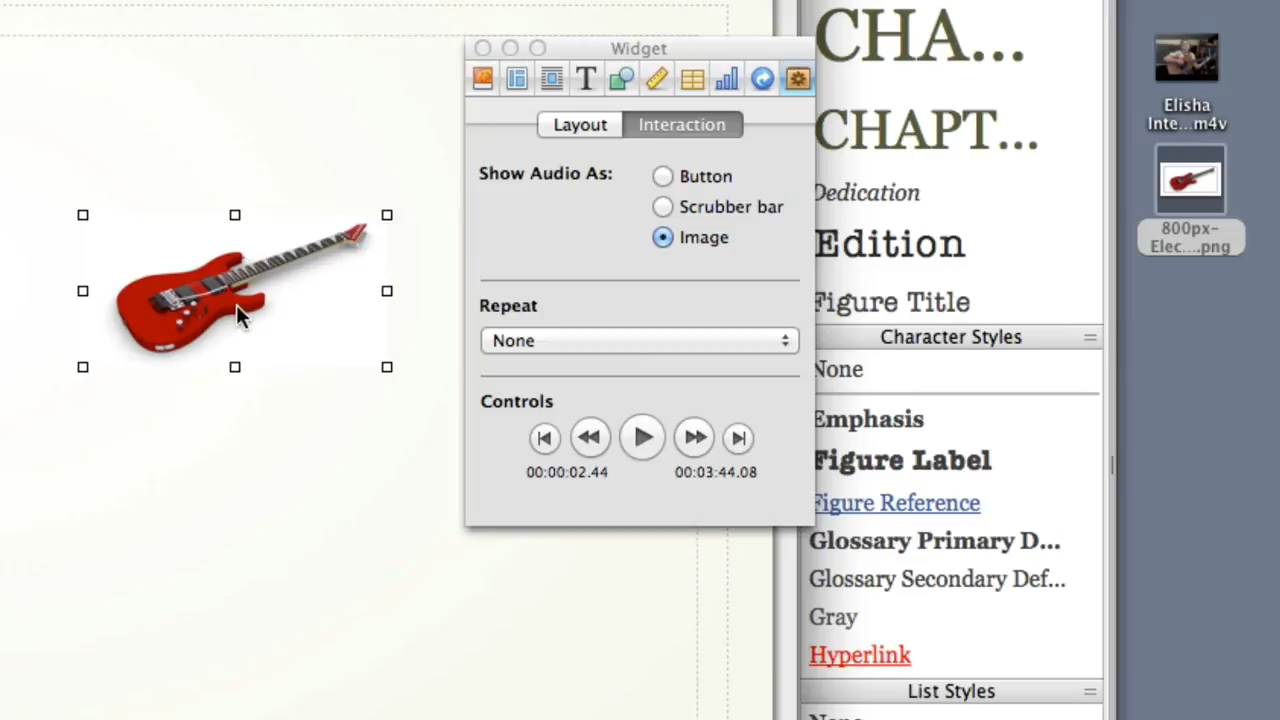 Widget
T
Layout
Interaction
Show Audio As:
Button
Scrubber bar
Image
Repeat
None
Controls
00:00:02.44
00:03:44.08
CHA...
CHAPT...
Dedication
Edition
Figure Title
Character Styles
None
Emphasis
Figure Label
Figure Reference
Glossary Primary D...
Glossary Secondary Def...
Gray
Hyperlink
List Styles
None
Elisha
Inte...m4v
800px-
Elec....png